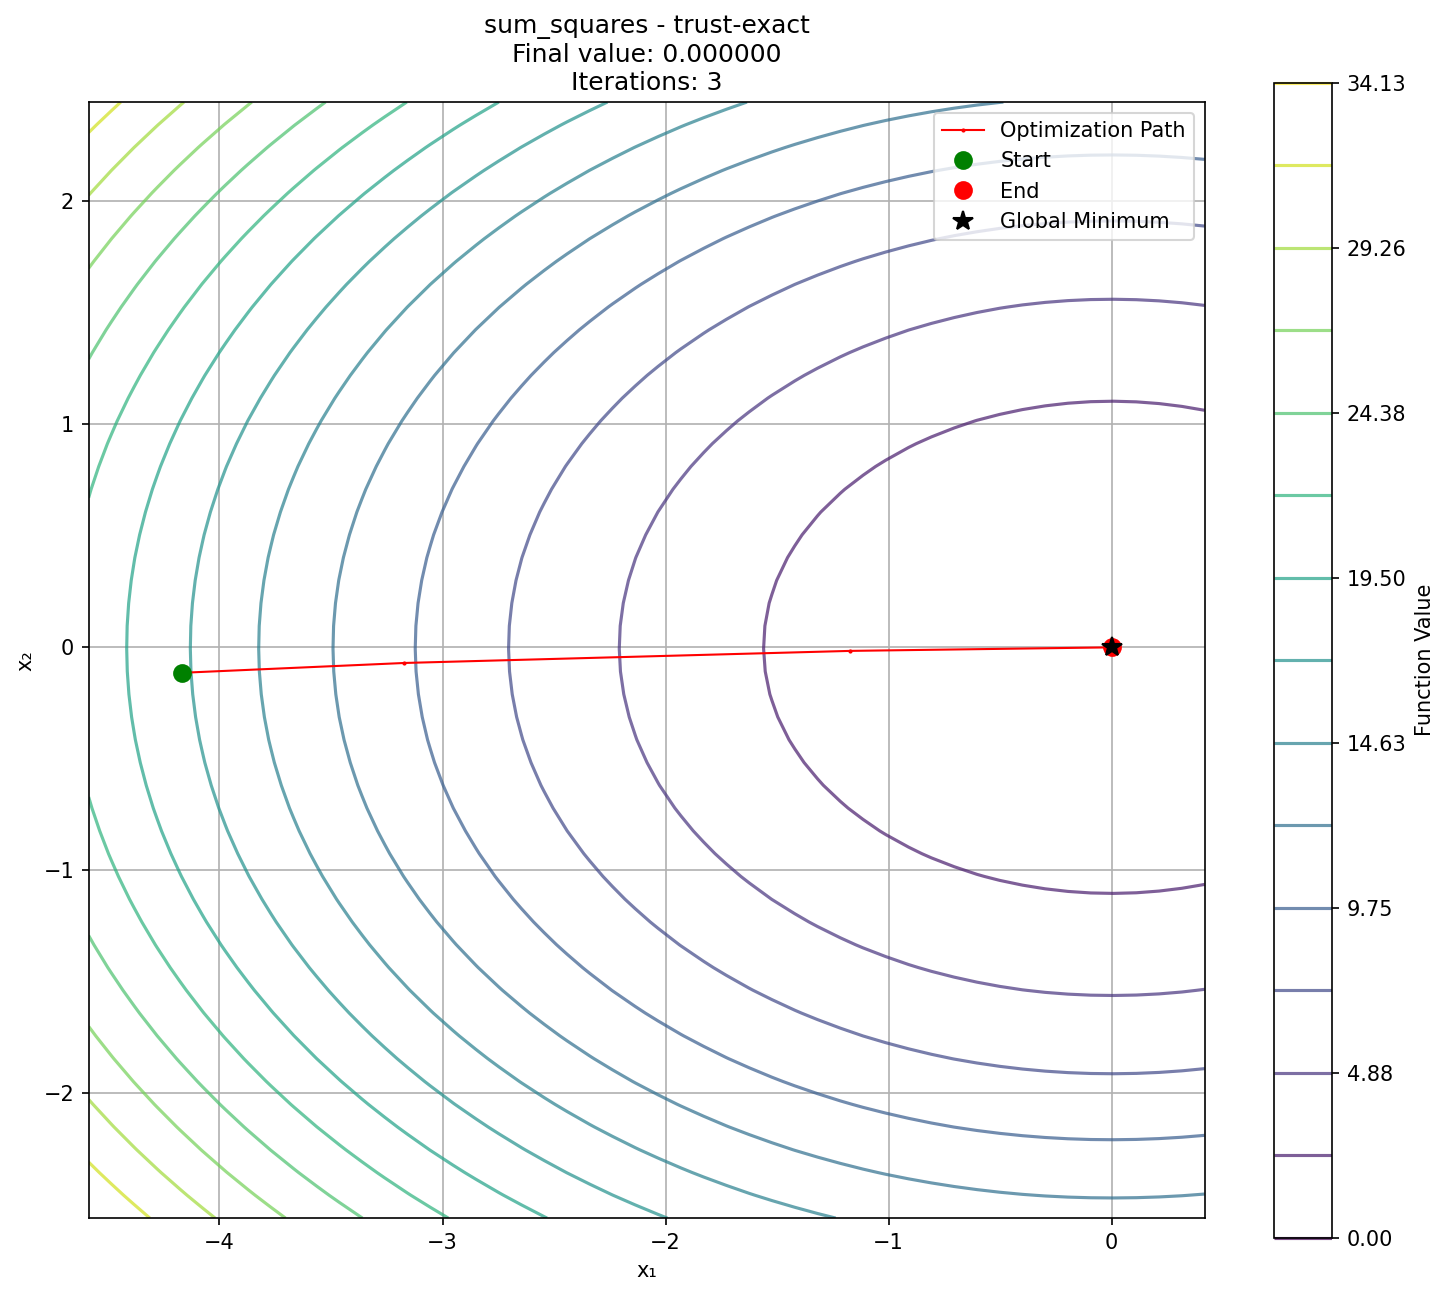 sum_squares - trust-exact
Final value: 0.000000
Iterations: 3
Optimization Path
Start
End
Global Minimum
2
1
0
−1
−2
x₂
−4
−3
−2
−1
0
x₁
34.13
29.26
24.38
19.50
14.63
9.75
4.88
0.00
Function Value